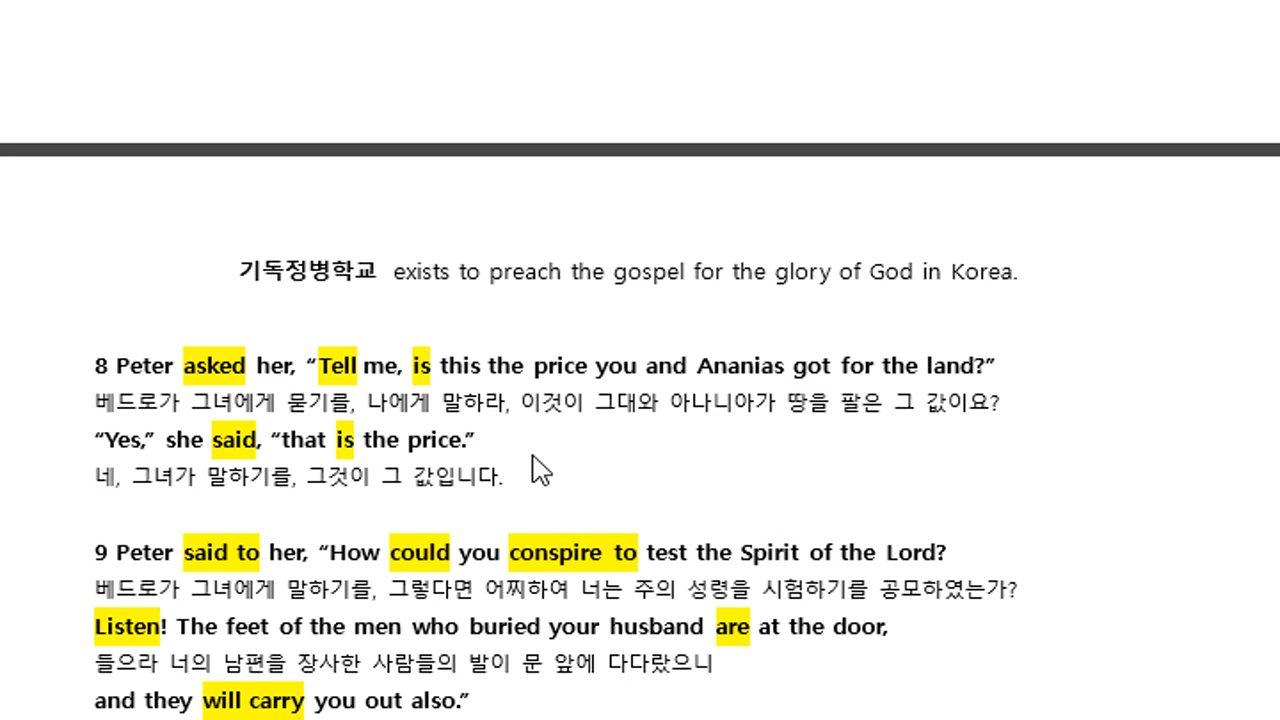 기독정병학교 exists to preach the gospel for the glory of God in Korea.
8 Peter asked her, “Tell me, is this the price you and Ananias got for the land?”
베드로가 그녀에게 묻기를, 나에게 말하라, 이것이 그대와 아나니아가 땅을 팔은 그 값이요?
“Yes,” she said, “that is the price.”
네, 그녀가 말하기를, 그것이 그 값입니다.
9 Peter said to her, “How could you conspire to test the Spirit of the Lord?
베드로가 그녀에게 말하기를, 그렇다면 어찌하여 너는 주의 성령을 시험하기를 공모하였는가?
Listen! The feet of the men who buried your husband are at the door,
들으라 너의 남편을 장사한 사람들의 발이 문 앞에 다다랐으니
and they will carry you out also.”